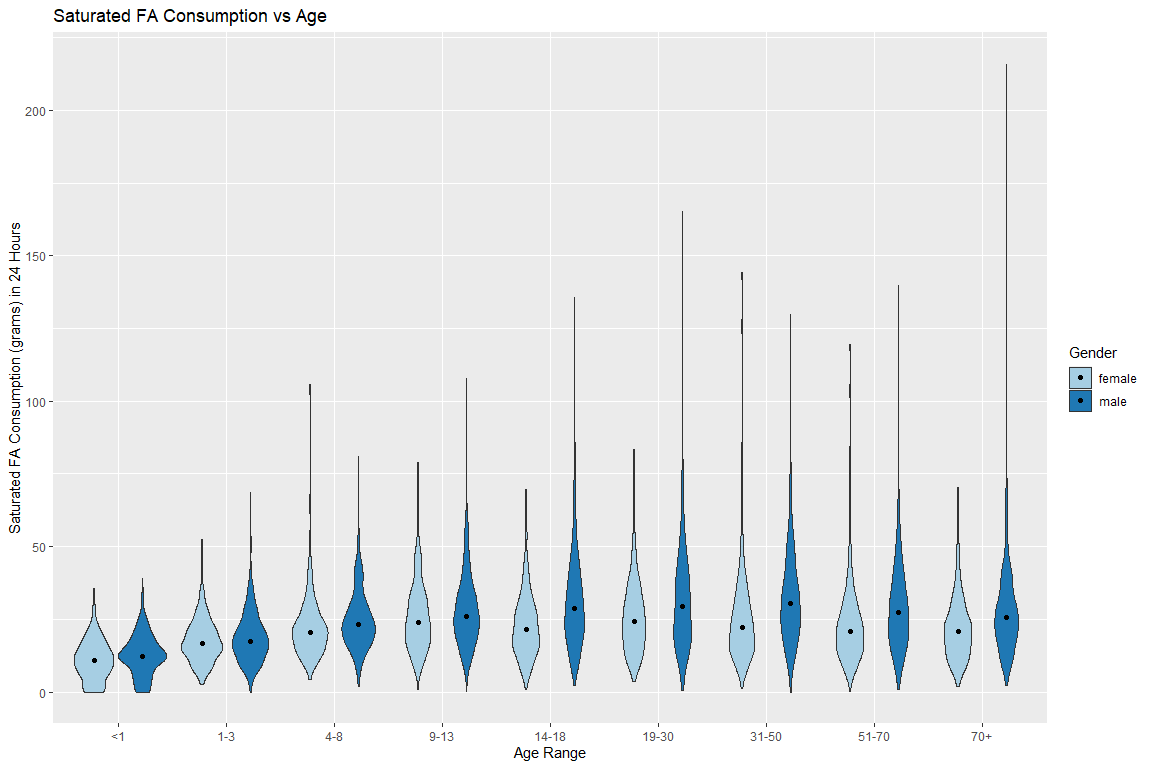 Saturated FA Consumption vs Age
Saturated FA Consumption (grams) in 24 Hours
200
150
100
50
0
<1 1-3 4-8 9-13 14-18 19-30 31-50 51-70 70+
Age Range
Gender
female
male